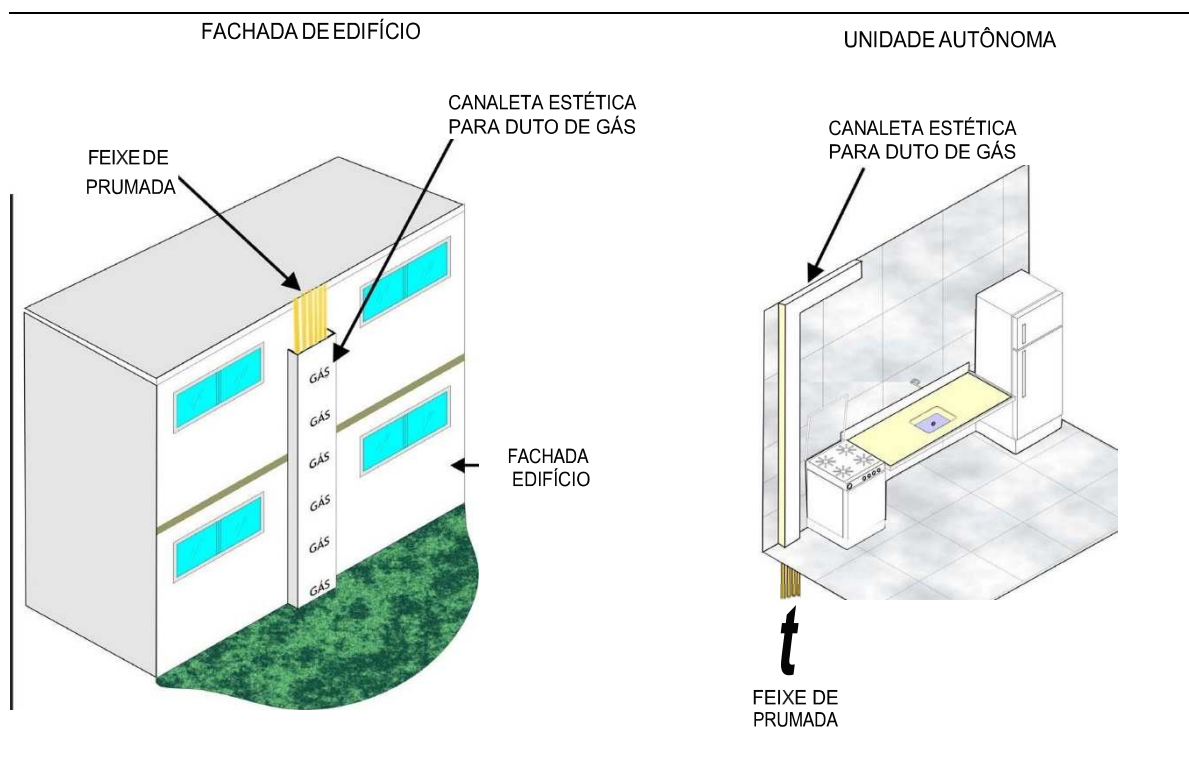 FACHADA DE EDIFÍCIO
CANALETA ESTÉTICA
PARA DUTO DE GÁS
FEIXE DE
PRUMADA
GÁS
GÁS
GÁS
GÁS
GÁS
GÁS
FACHADA
EDIFÍCIO
UNIDADE AUTÔNOMA
CANALETA ESTÉTICA
PARA DUTO DE GÁS
t
FEIXE DE
PRUMADA